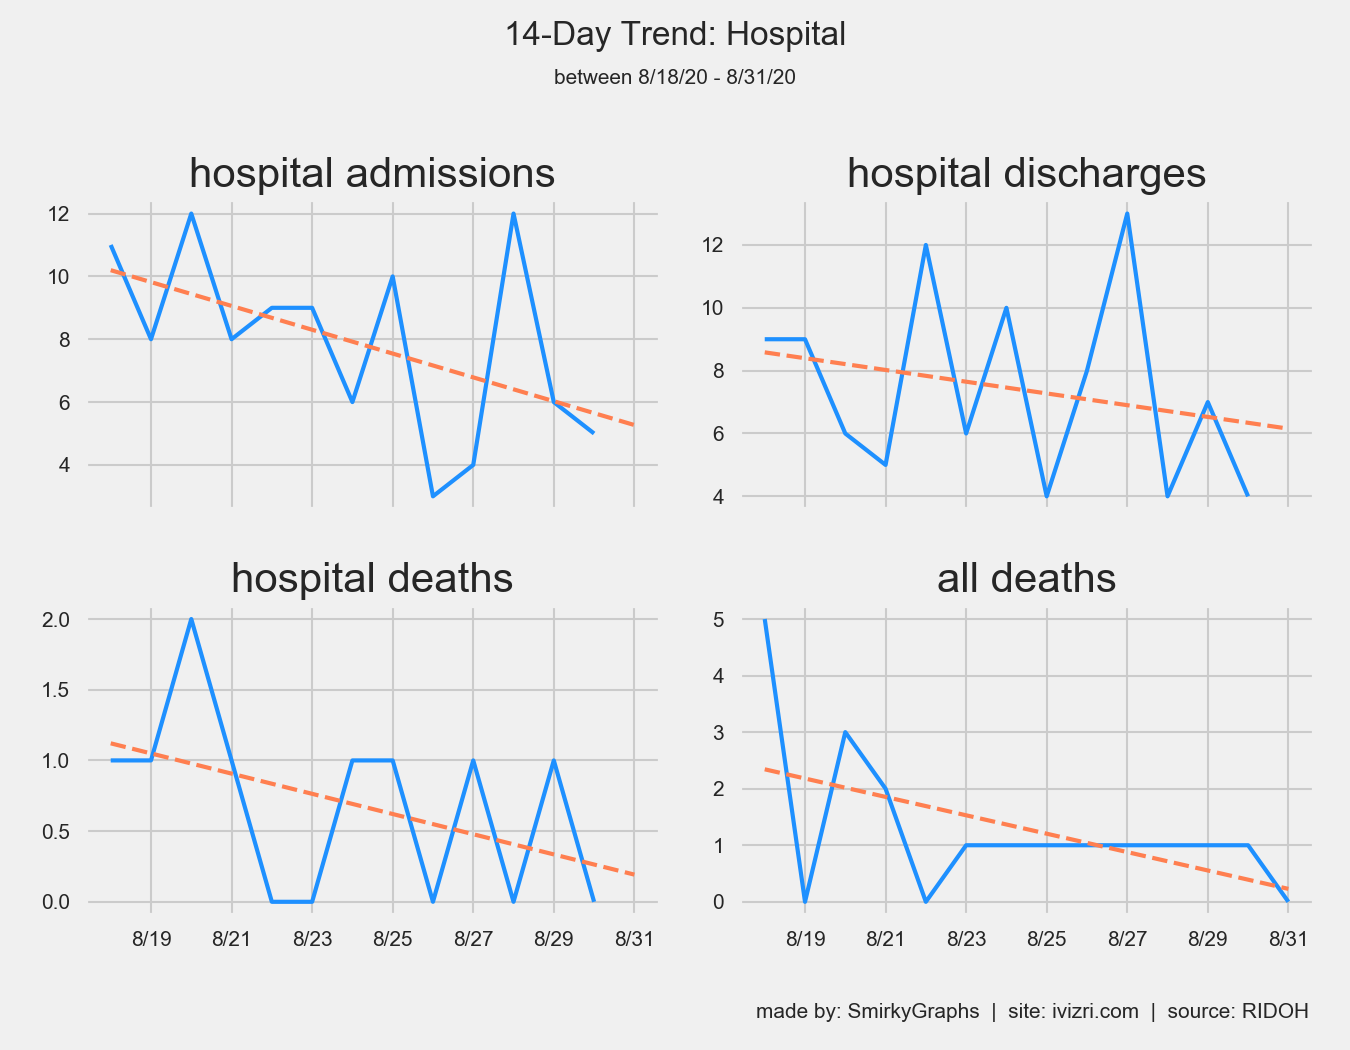 14-Day Trend: Hospital
between 8/18/20 - 8/31/20
hospital admissions
12
10
8
6
4
hospital discharges
12
10
8
6
4
hospital deaths
2.0
1.5
1.0
0.5
0.0
8/19 8/21 8/23 8/25 8/27 8/29 8/31
all deaths
5
4
3
2
1
0
8/19 8/21 8/23 8/25 8/27 8/29 8/31
made by: SmirkyGraphs | site: ivizri.com | source: RIDOH